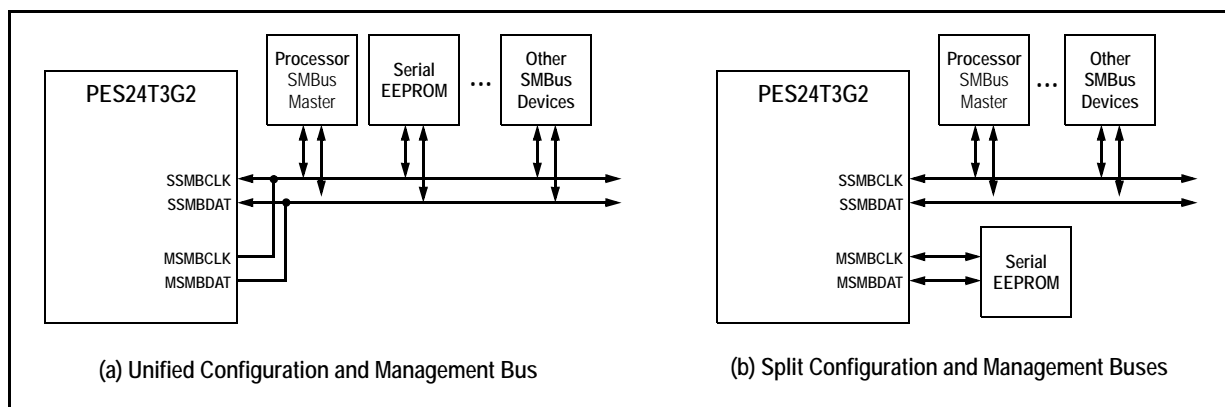 PES24T3G2
Processor
SMBus
Master
Serial
EEPROM
...
Other
SMBus
Devices
SSMBCLK
SSMBDAT
MSMBCLK
MSMBDAT
(a) Unified Configuration and Management Bus
PES24T3G2
Processor
SMBus
Master
...
Other
SMBus
Devices
SSMBCLK
SSMBDAT
MSMBCLK
MSMBDAT
Serial
EEPROM
(b) Split Configuration and Management Buses